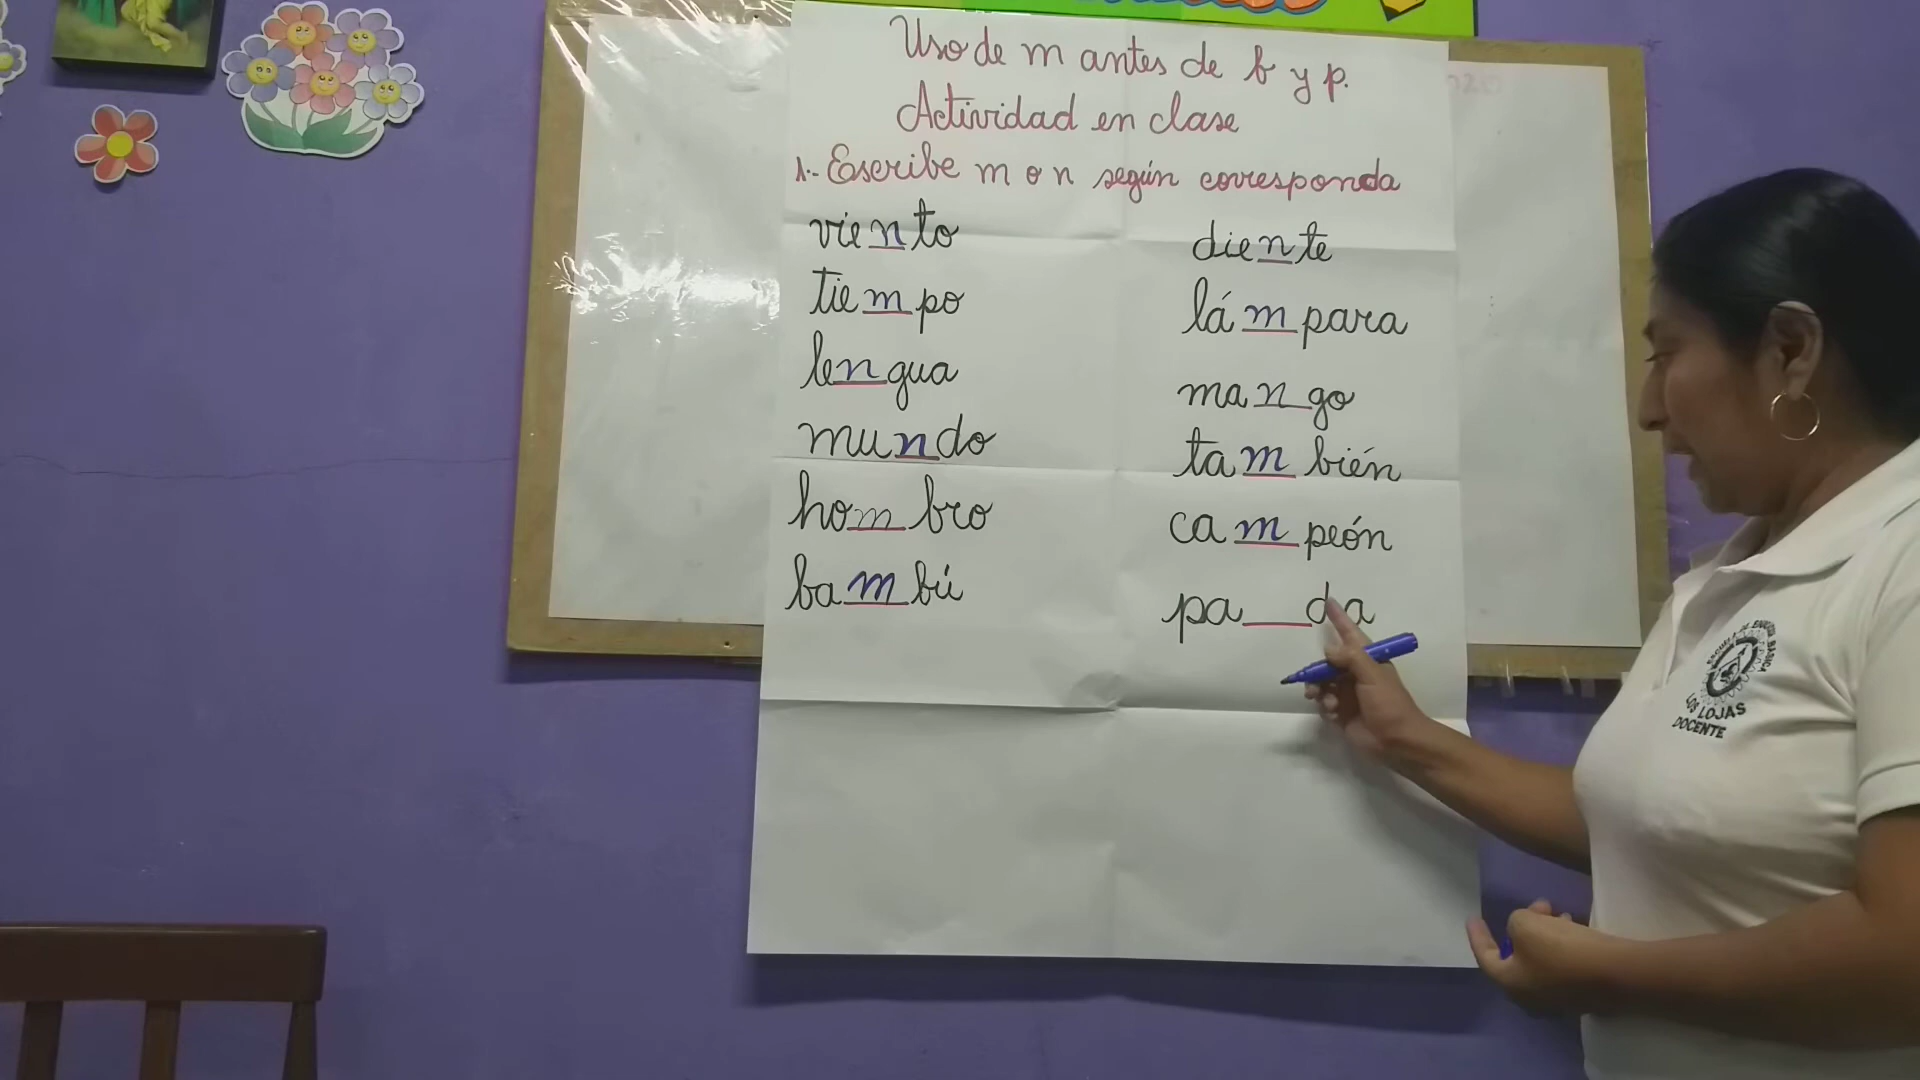 Uso de m antes de b y p.
Actividad en clase
1.- Escribe m o n según corresponda
viento
tiempo
lengua
mundo
hombro
bambú
diente
lámpara
mango
también
campeón
pa__da
LOS LOJAS
DOCENTE